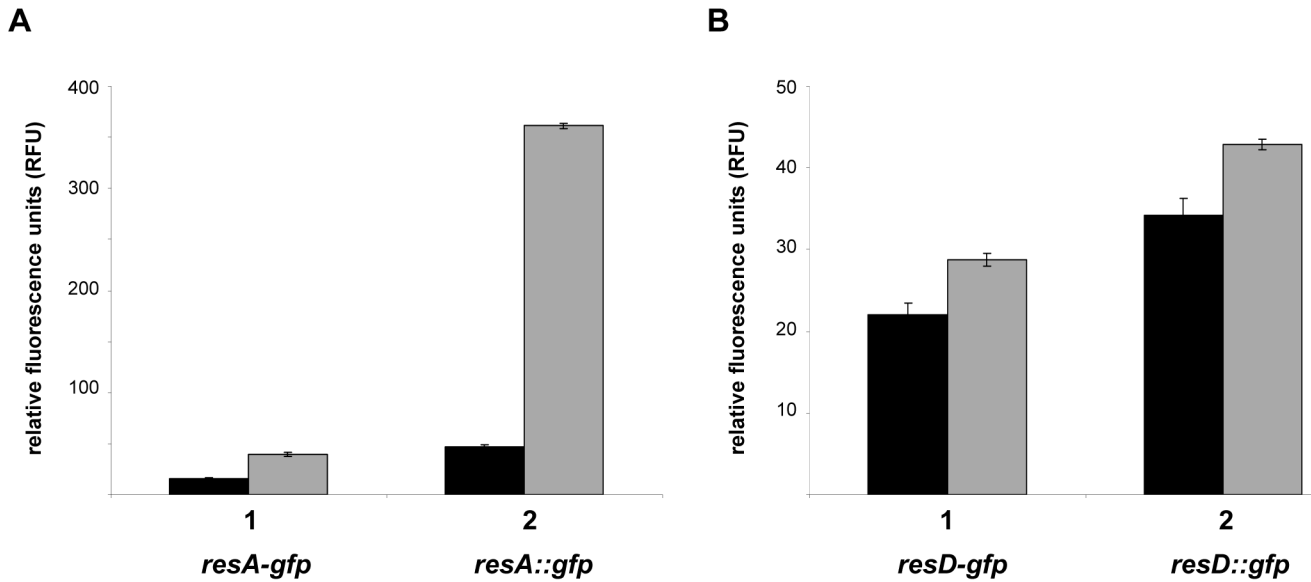 A
relative fluorescence units (RFU)
400
300
200
100
1
2
resA-gfp
resA::gfp
B
relative fluorescence units (RFU)
50
40
30
20
10
1
2
resD-gfp
resD::gfp